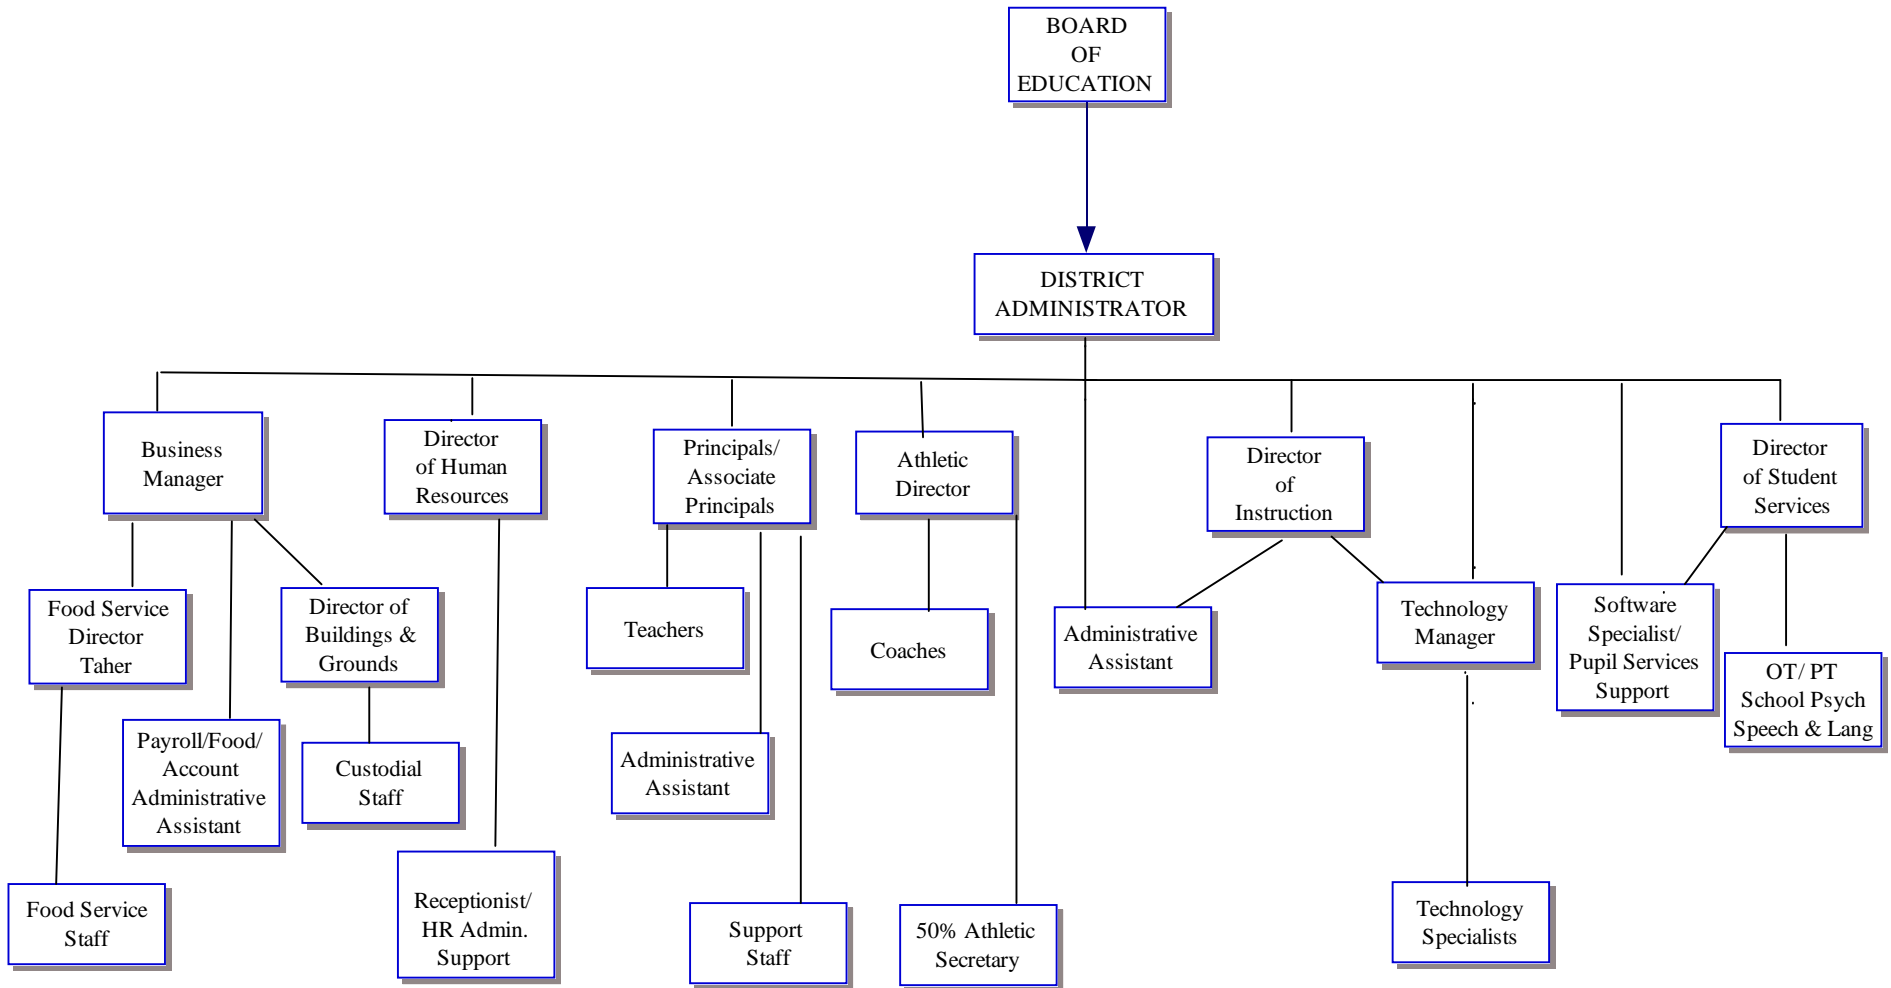 BOARD
OF
EDUCATION
DISTRICT
ADMINISTRATOR
Business
Manager
Director
of Human
Resources
Principals/
Associate
Principals
Athletic
Director
Director
of
Instruction
Director
of Student
Services
Food Service
Director
Taher
Director of
Buildings &
Grounds
Teachers
Coaches
Administrative
Assistant
Technology
Manager
Software
Specialist/
Pupil Services
Support
OT/ PT
School Psych
Speech & Lang
Payroll/Food/
Account
Administrative
Assistant
Custodial
Staff
Administrative
Assistant
Food Service
Staff
Receptionist/
HR Admin.
Support
Support
Staff
50% Athletic
Secretary
Technology
Specialists